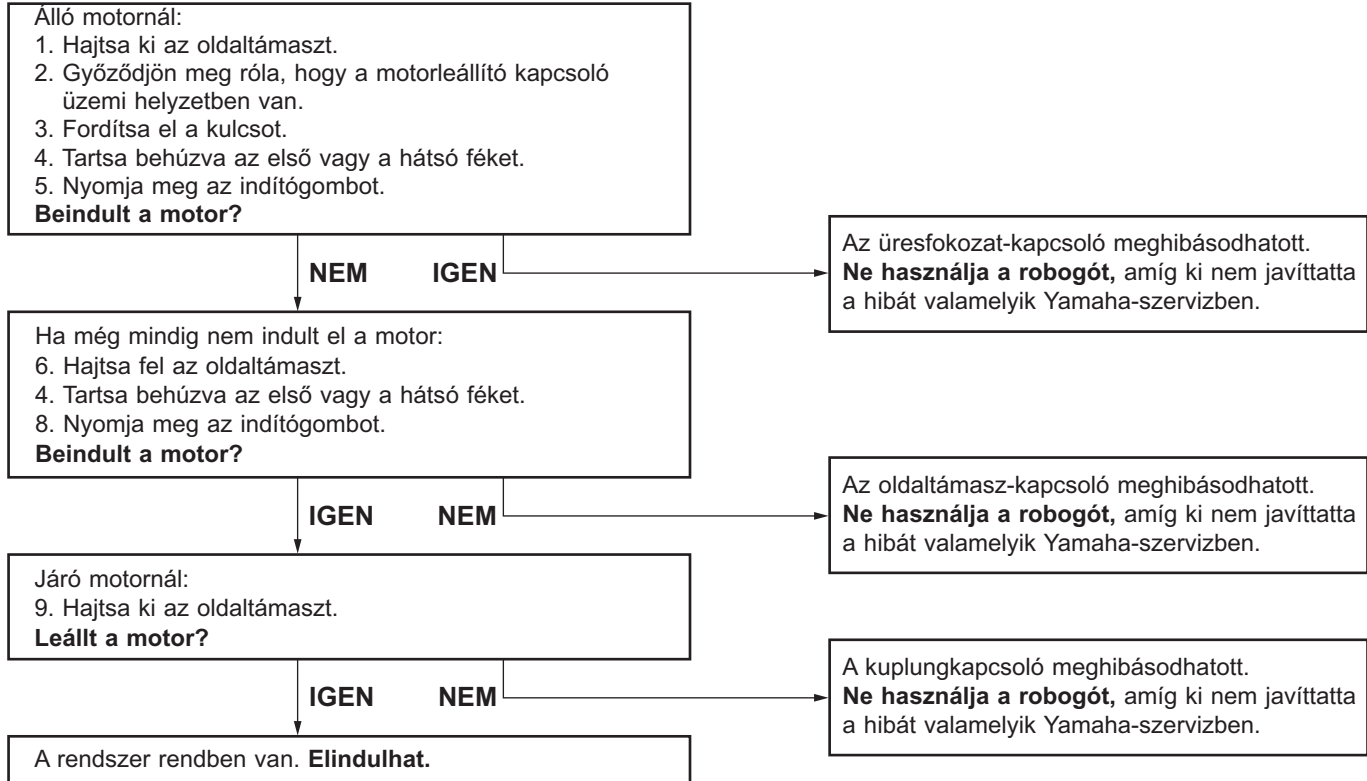 Álló motornál:
1. Hajtsa ki az oldaltámaszt.
2. Győződjön meg róla, hogy a motorleállító kapcsoló
üzemi helyzetben van.
3. Fordítsa el a kulcsot.
4. Tartsa behúzva az első vagy a hátsó féket.
5. Nyomja meg az indítógombot.
Beindult a motor?
NEM IGEN
Az üresfokozat-kapcsoló meghibásodhatott.
Ne használja a robogót, amíg ki nem javíttatta
a hibát valamelyik Yamaha-szervizben.
Ha még mindig nem indult el a motor:
6. Hajtsa fel az oldaltámaszt.
4. Tartsa behúzva az első vagy a hátsó féket.
8. Nyomja meg az indítógombot.
Beindult a motor?
IGEN NEM
Az oldaltámasz-kapcsoló meghibásodhatott.
Ne használja a robogót, amíg ki nem javíttatta
a hibát valamelyik Yamaha-szervizben.
Járó motornál:
9. Hajtsa ki az oldaltámaszt.
Leállt a motor?
IGEN NEM
A kuplungkapcsoló meghibásodhatott.
Ne használja a robogót, amíg ki nem javíttatta
a hibát valamelyik Yamaha-szervizben.
A rendszer rendben van. Elindulhat.